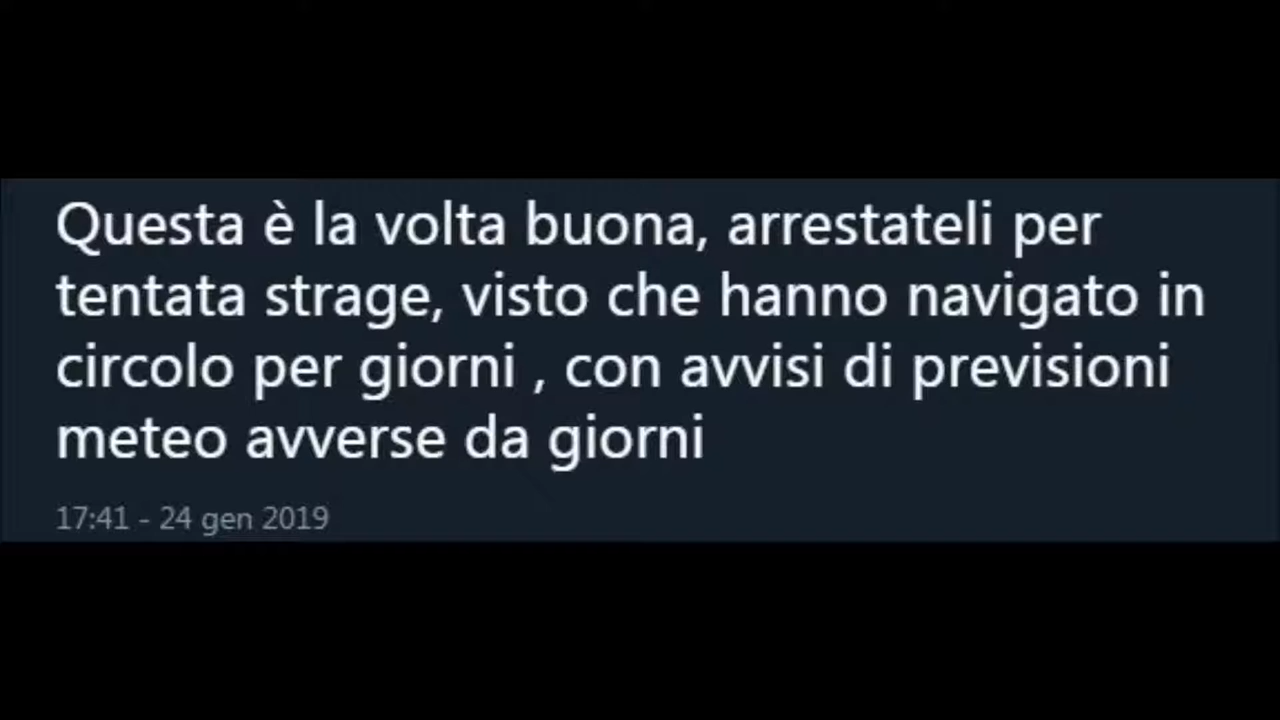 Questa è la volta buona, arrestateli per
tentata strage, visto che hanno navigato in
circolo per giorni , con avvisi di previsioni
meteo avverse da giorni
17:41 - 24 gen 2019